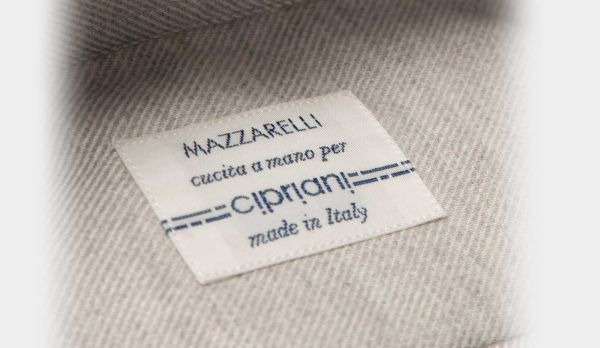 MAZZARELLI
cucita a mano per
cipriani
made in Italy